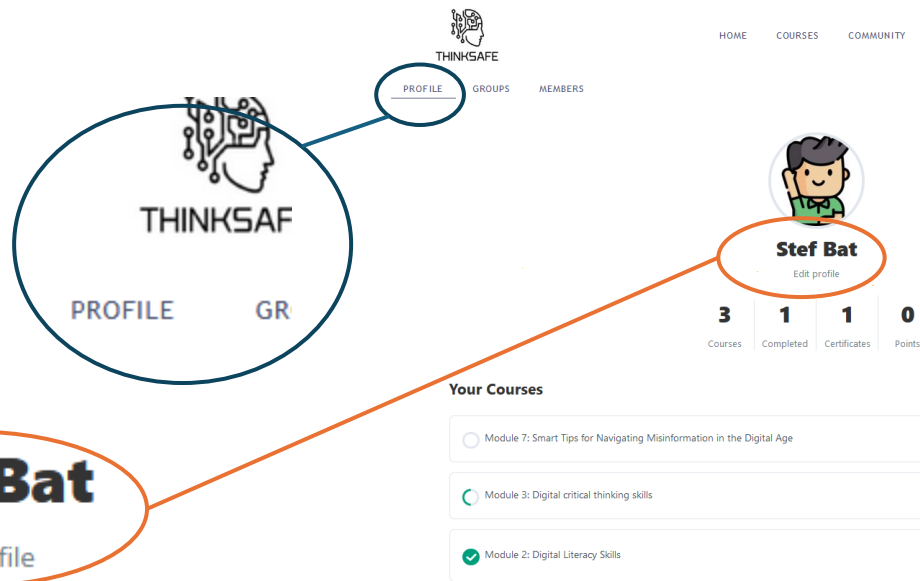 THINKSAFE
HOME COURSES COMMUNITY
PROFILE GROUPS MEMBERS
THINKSAF
PROFILE GR
Stef Bat
Edit profile
3 1 1 0
Courses Completed Certificates Points
Your Courses
Module 7: Smart Tips for Navigating Misinformation in the Digital Age
Module 3: Digital critical thinking skills
Module 2: Digital Literacy Skills
Bat
file